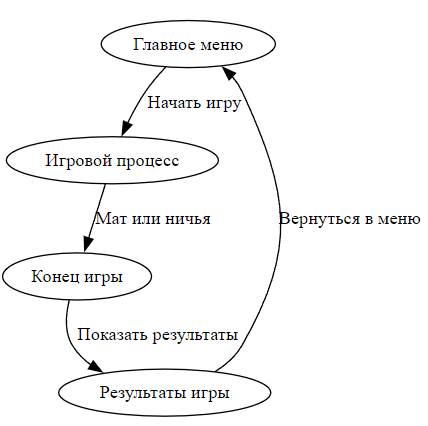 Главное меню
Начать игру
Игровой процесс
Мат или ничья
Вернуться в меню
Конец игры
Показать результаты
Результаты игры